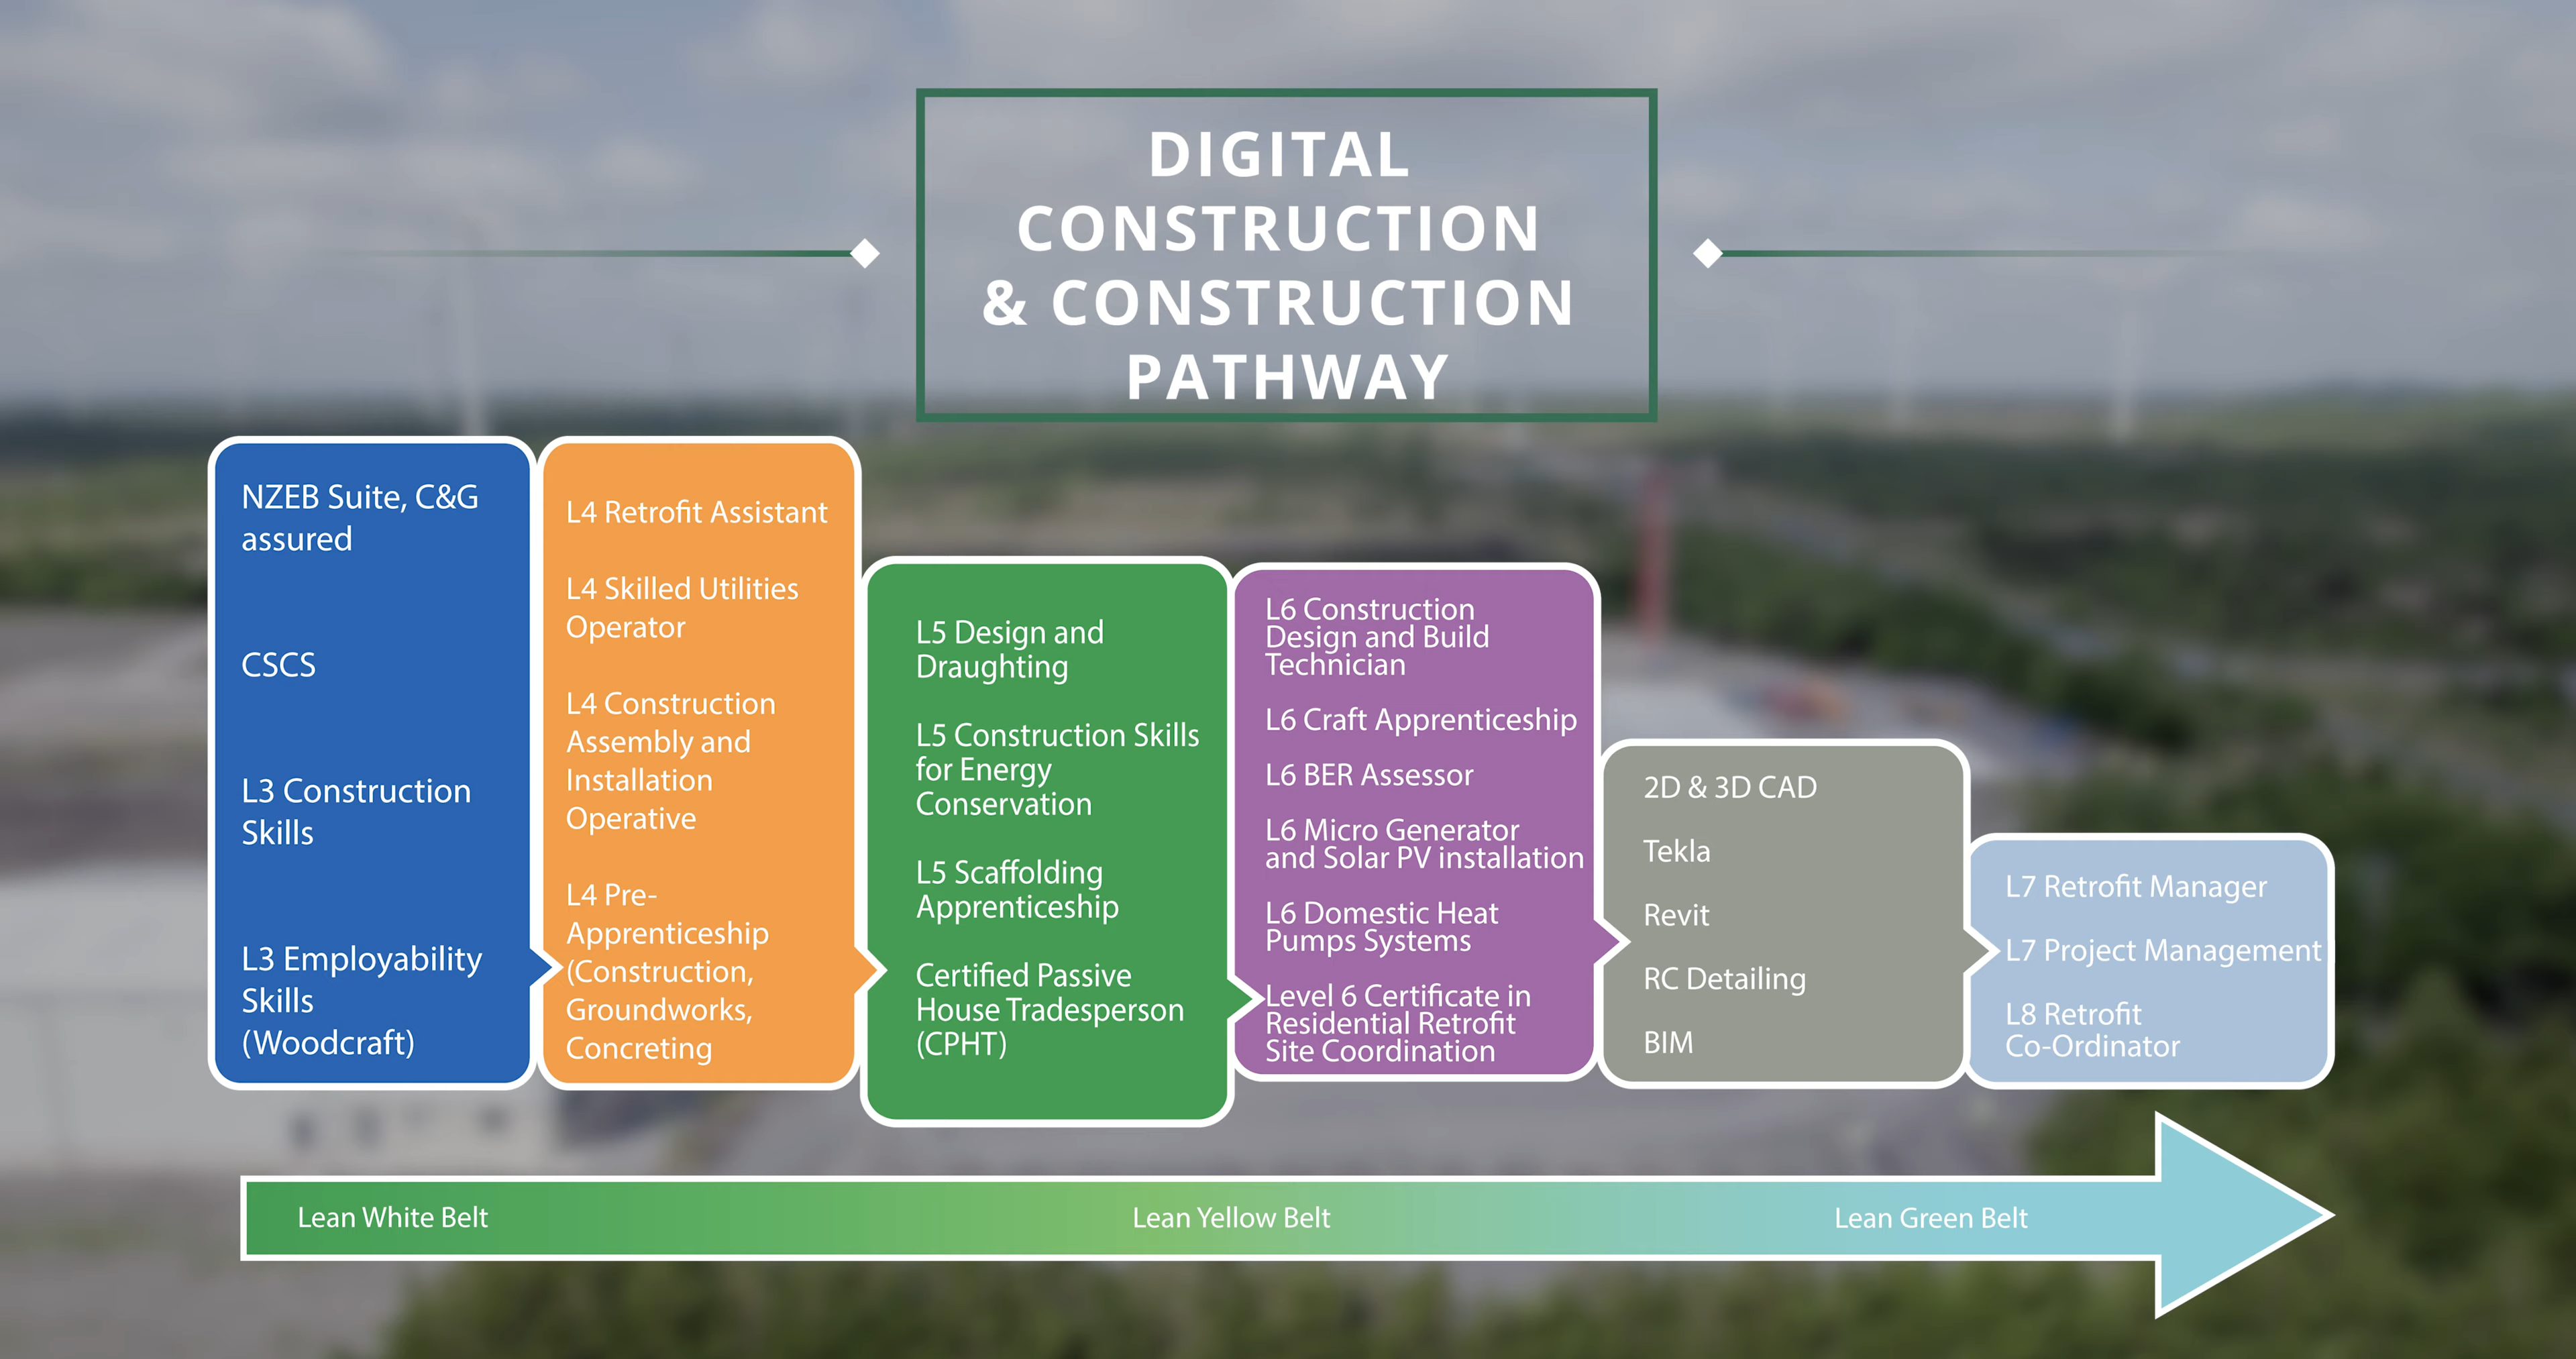 DIGITAL
CONSTRUCTION
& CONSTRUCTION
PATHWAY
NZEB Suite, C&G
assured
CSCS
L3 Construction
Skills
L3 Employability
Skills
(Woodcraft)
L4 Retrofit Assistant
L4 Skilled Utilities
Operator
L4 Construction
Assembly and
Installation
Operative
L4 Pre-
Apprenticeship
(Construction,
Groundworks,
Concreting
L5 Design and
Draughting
L5 Construction Skills
for Energy
Conservation
L5 Scaffolding
Apprenticeship
Certified Passive
House Tradesperson
(CPHT)
L6 Construction
Design and Build
Technician
L6 Craft Apprenticeship
L6 BER Assessor
L6 Micro Generator
and Solar PV installation
L6 Domestic Heat
Pumps Systems
Level 6 Certificate in
Residential Retrofit
Site Coordination
2D & 3D CAD
Tekla
Revit
RC Detailing
BIM
L7 Retrofit Manager
L7 Project Management
L8 Retrofit
Co-Ordinator
Lean White Belt
Lean Yellow Belt
Lean Green Belt